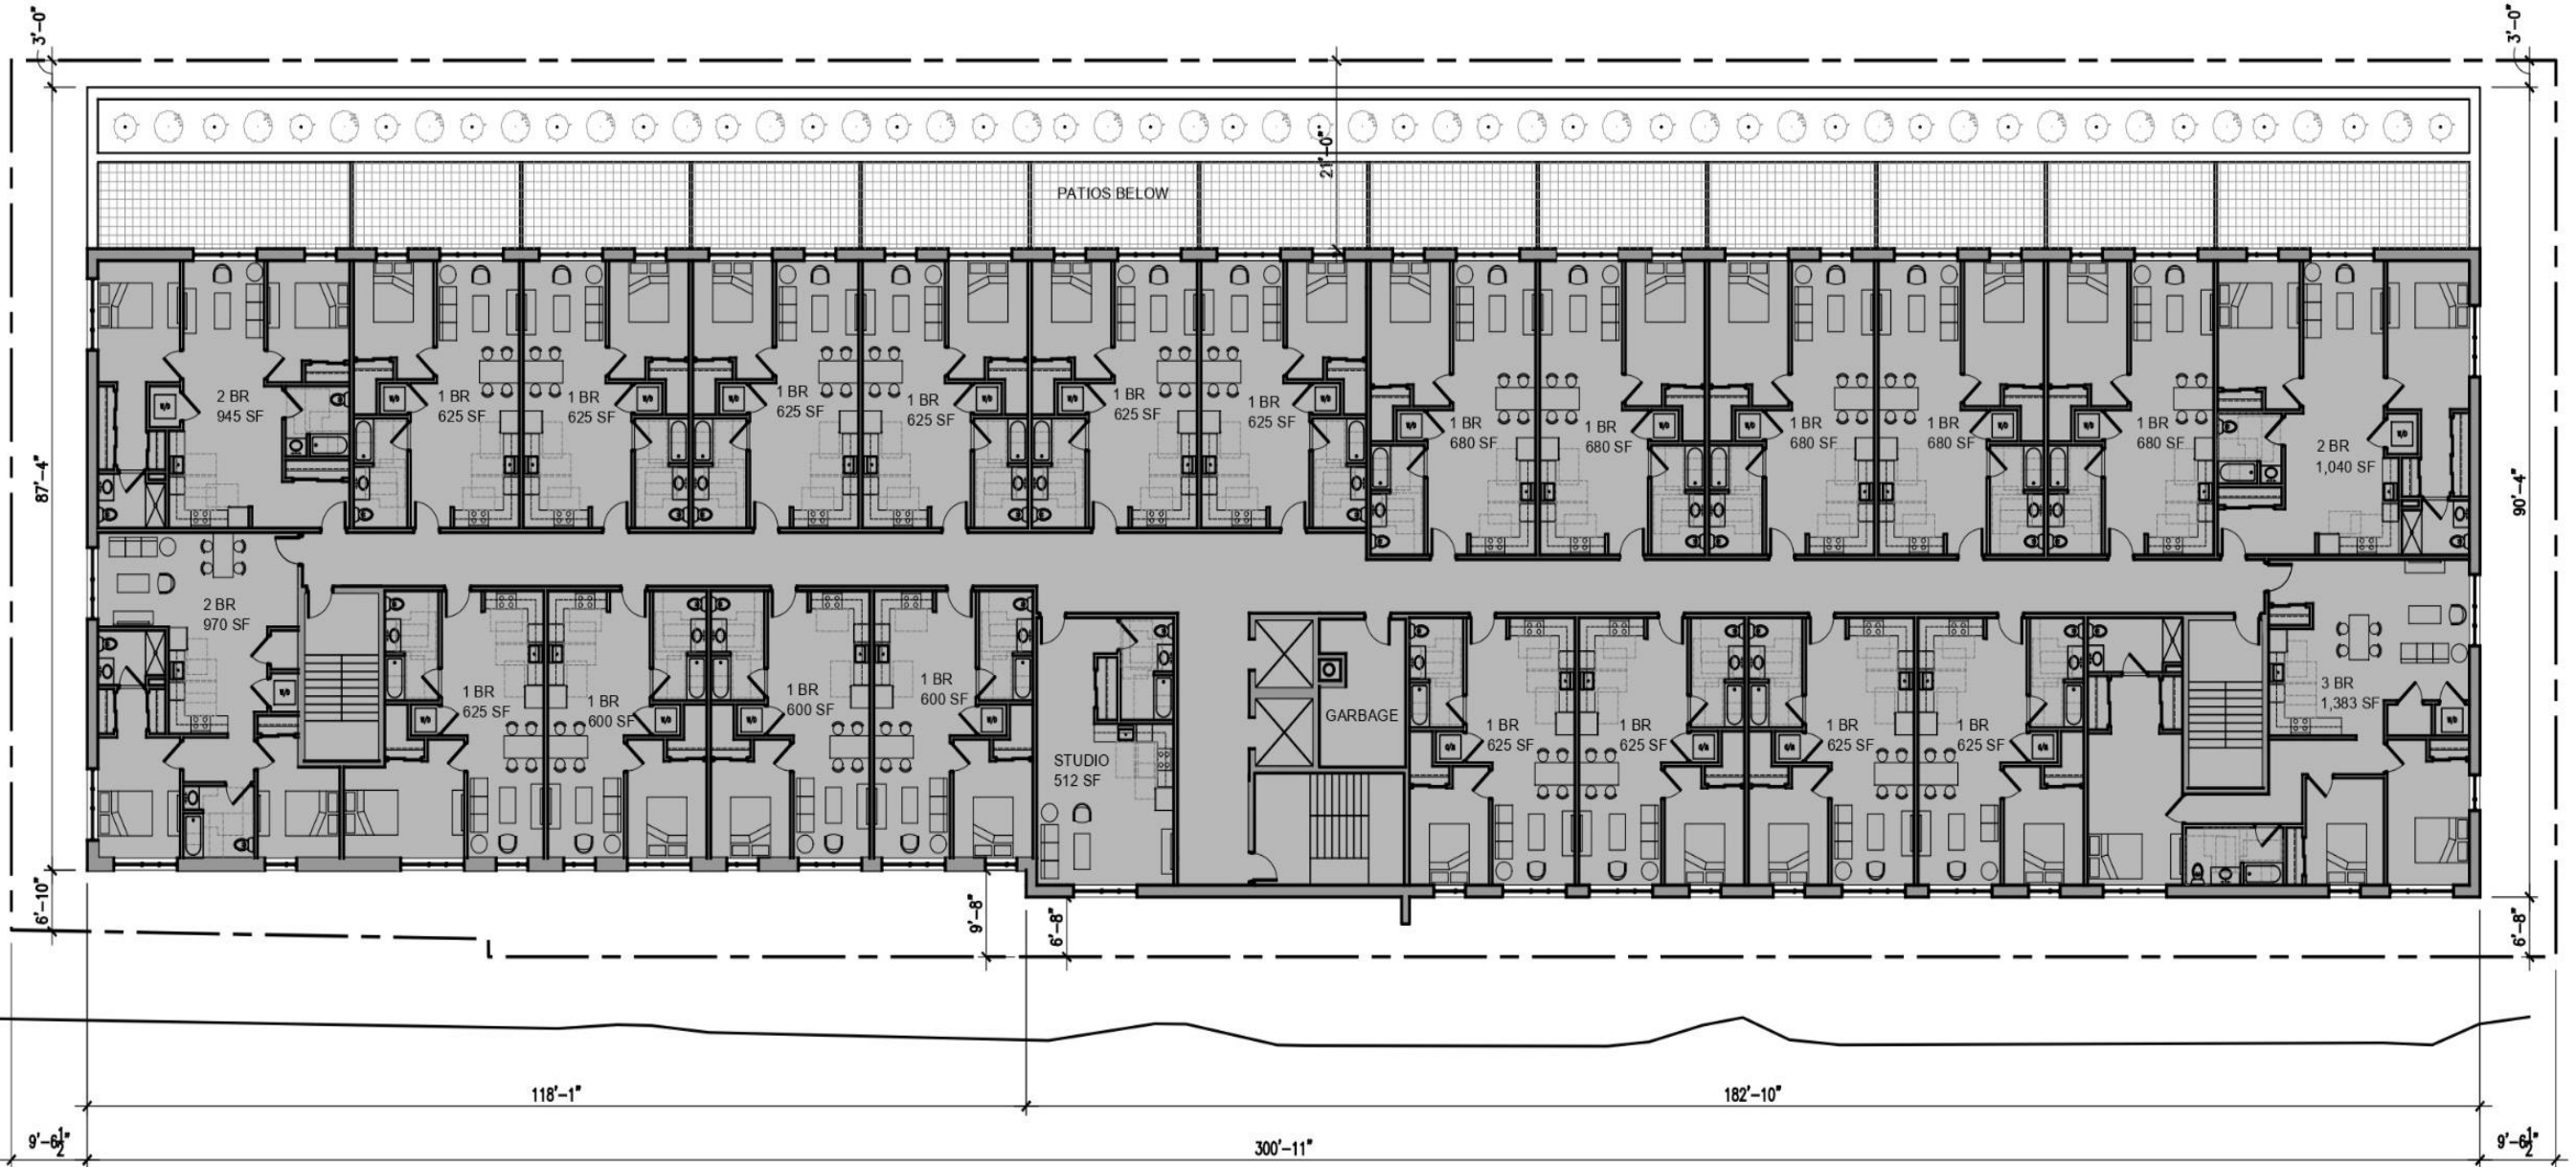 3'-0"
3'-0"
21'-0"
PATIOS BELOW
87'-4"
90'-4"
2 BR
945 SF
1 BR
625 SF
1 BR
625 SF
1 BR
625 SF
1 BR
625 SF
1 BR
625 SF
1 BR
625 SF
1 BR
680 SF
1 BR
680 SF
1 BR
680 SF
1 BR
680 SF
1 BR
680 SF
2 BR
1,040 SF
2 BR
970 SF
1 BR
625 SF
1 BR
600 SF
1 BR
600 SF
1 BR
600 SF
STUDIO
512 SF
GARBAGE
1 BR
625 SF
1 BR
625 SF
1 BR
625 SF
1 BR
625 SF
3 BR
1,383 SF
6'-10"
9'-8"
6'-8"
6'-8"
118'-1"
182'-10"
9'-6½"
300'-11"
9'-6½"